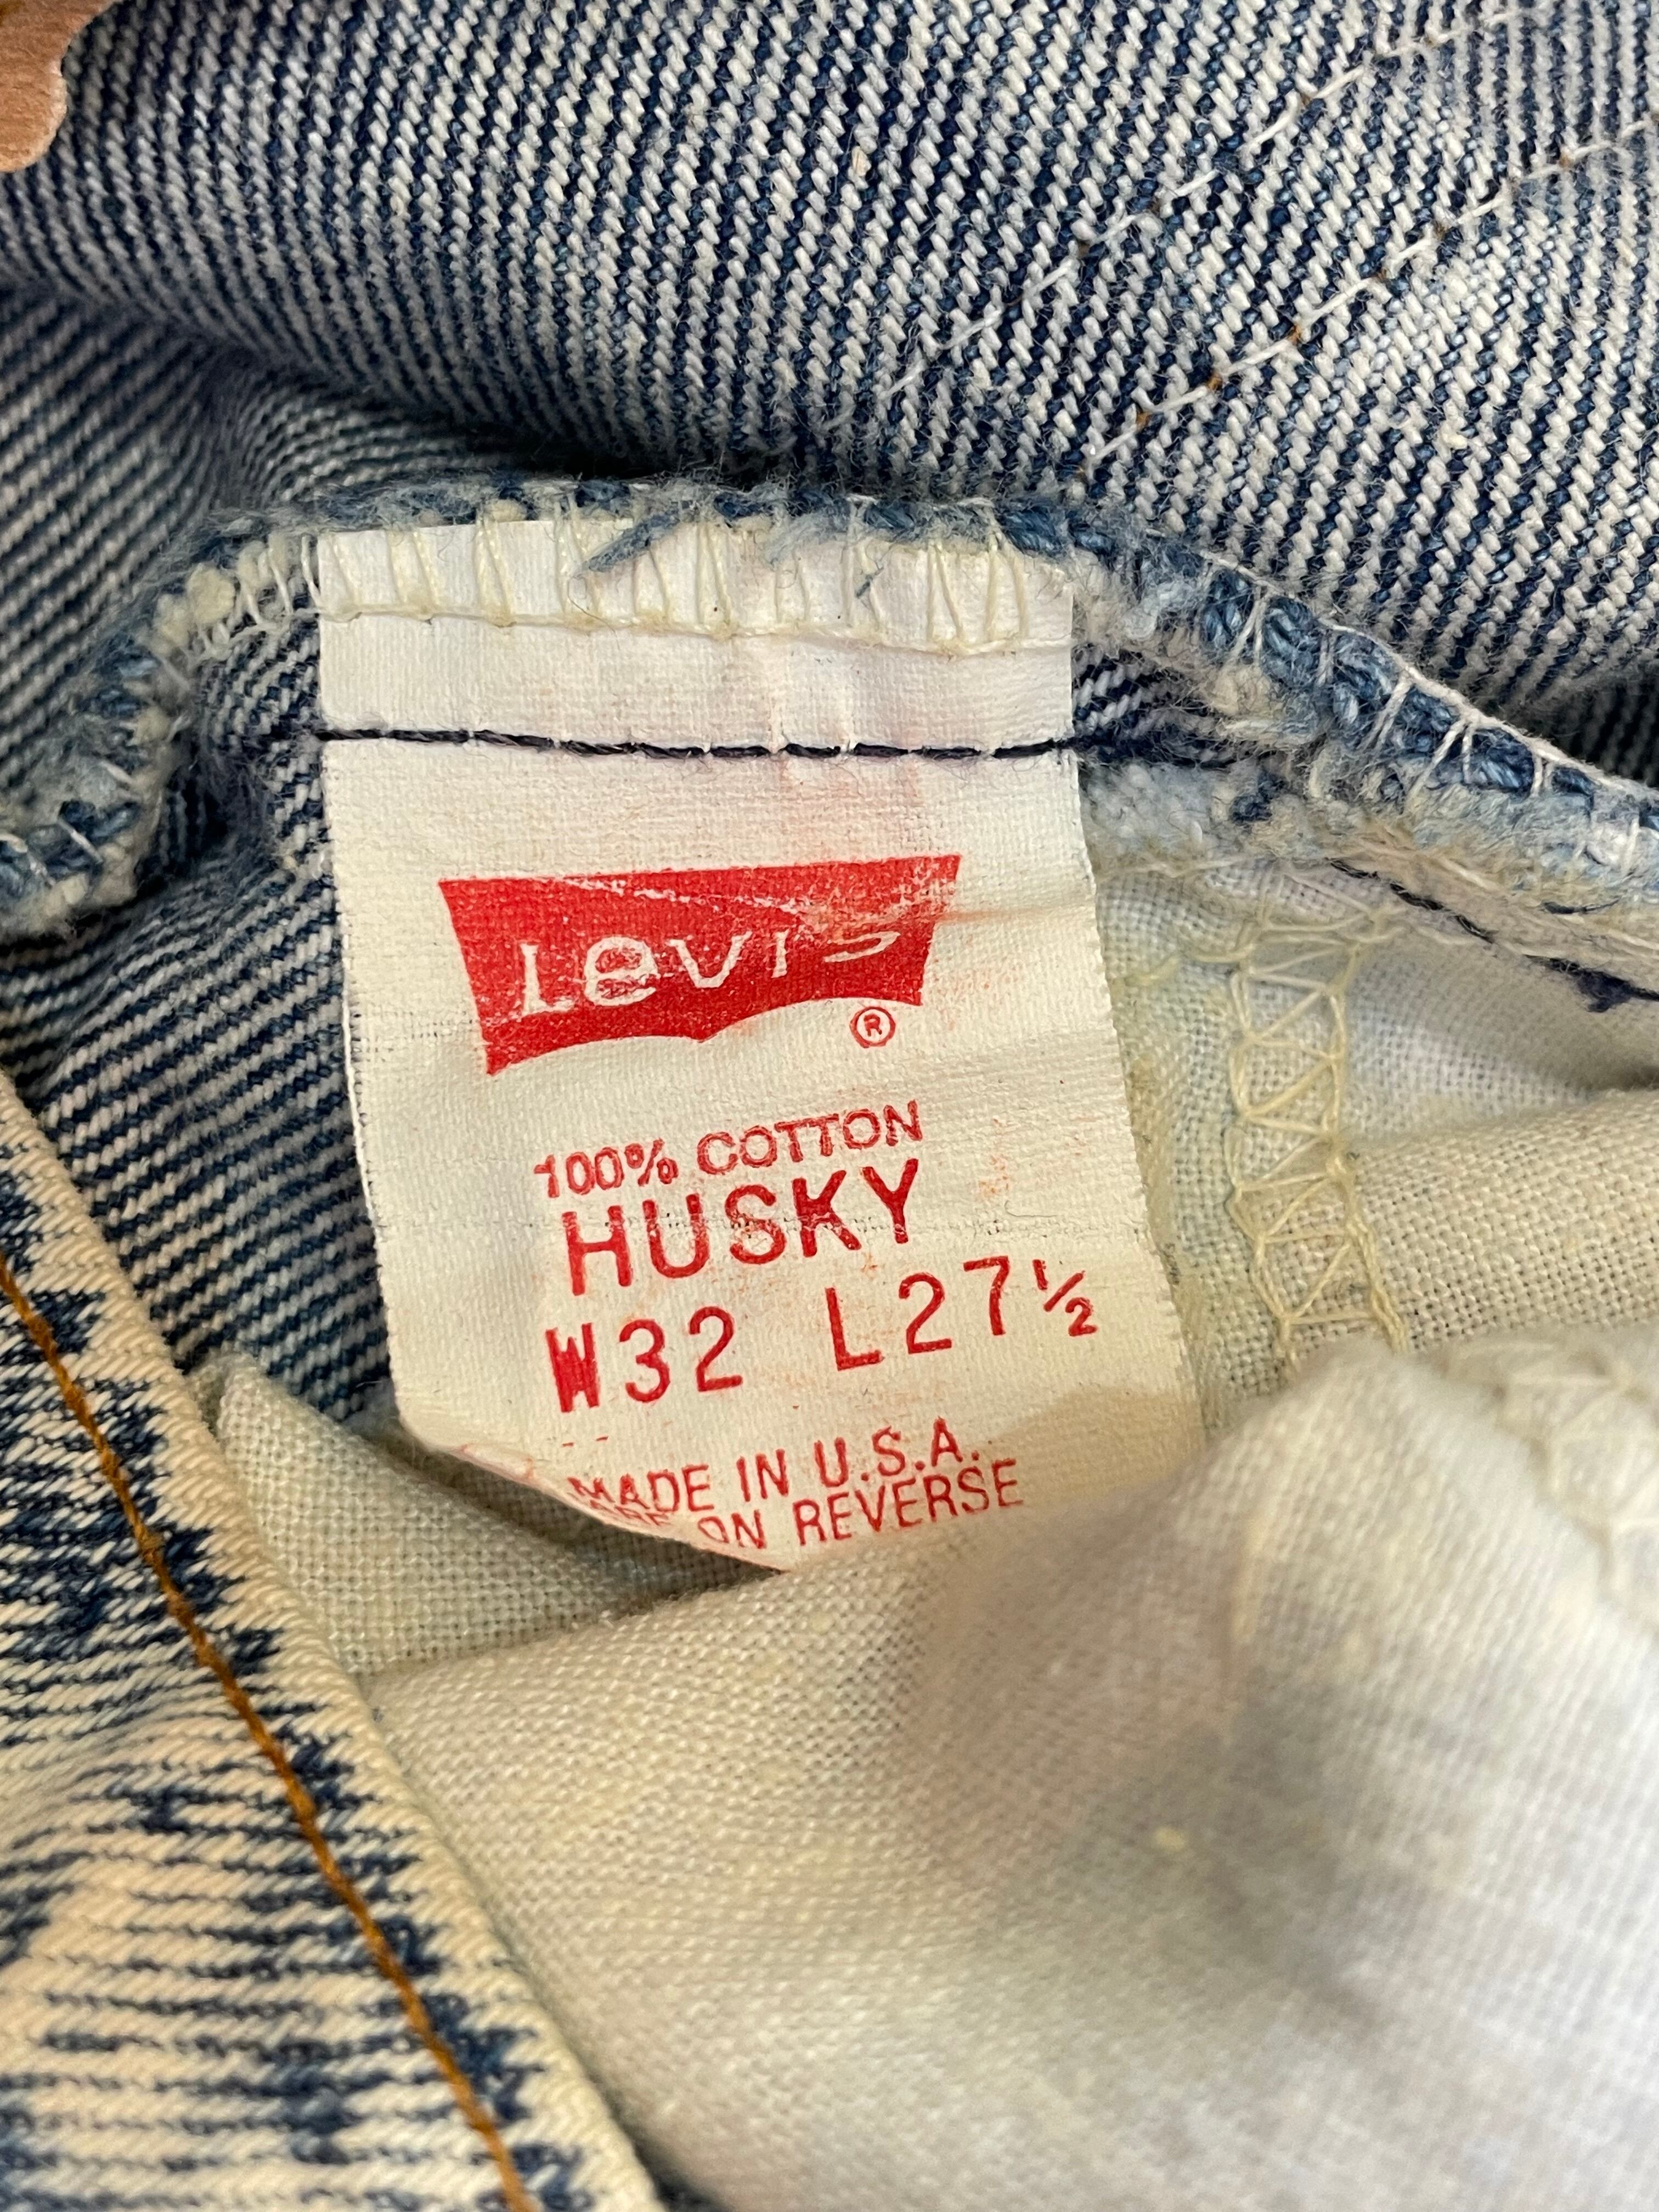 Levi's
®
100% COTTON
HUSKY
W32 L27½
MADE IN U.S.A.
ON REVERSE